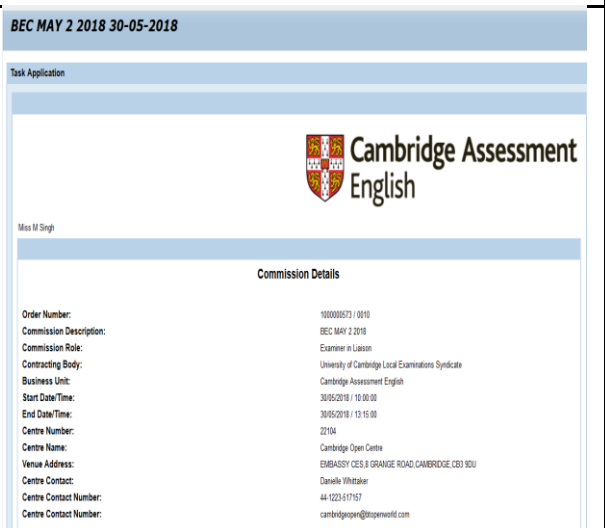 BEC MAY 2 2018 30-05-2018
Task Application
Cambridge Assessment
English
Miss M Singh
Commission Details
Order Number: 1000000573 / 0010
Commission Description: BEC MAY 2 2018
Commission Role: Examiner in Liaison
Contracting Body: University of Cambridge Local Examinations Syndicate
Business Unit: Cambridge Assessment English
Start Date/Time: 30/05/2018 / 10:00:00
End Date/Time: 30/05/2018 / 13:15:00
Centre Number: 22104
Centre Name: Cambridge Open Centre
Venue Address: EMBASSY CES,8 GRANGE ROAD,CAMBRIDGE,CB3 9DU
Centre Contact: Danielle Whittaker
Centre Contact Number: 44-1223-517157
Centre Contact Number: cambridgeopen@btopenworld.com